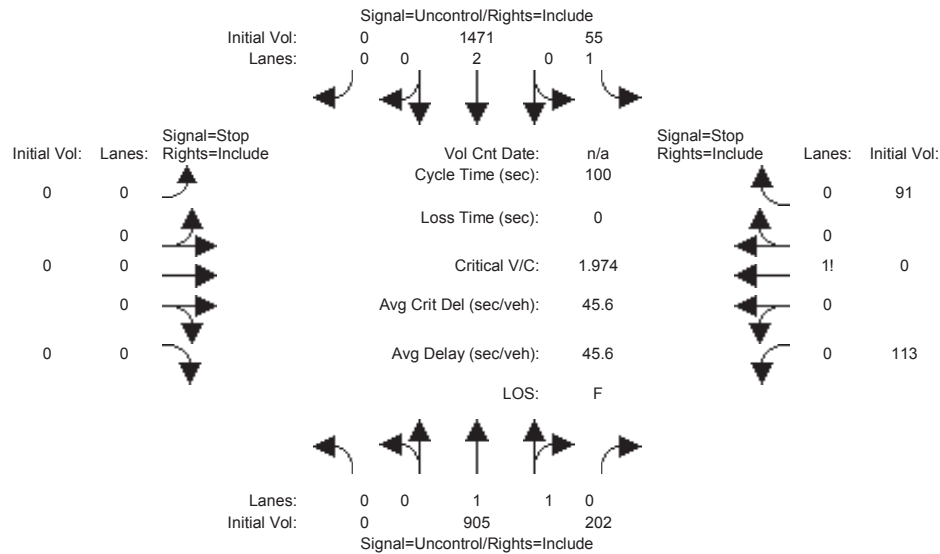 Signal=Uncontrol/Rights=Include
Initial Vol: 0 1471 55
Lanes: 0 0 2 0 1
Signal=Stop Signal=Stop
Initial Vol: Lanes: Rights=Include Vol Cnt Date: n/a Rights=Include Lanes: Initial Vol:
Cycle Time (sec): 100
0 0 0 91
Loss Time (sec): 0
0 0
0 0 Critical V/C: 1.974 1! 0
0 Avg Crit Del (sec/veh): 45.6 0
0 0 Avg Delay (sec/veh): 45.6 0 113
LOS: F
Lanes: 0 0 1 1 0
Initial Vol: 0 905 202
Signal=Uncontrol/Rights=Include